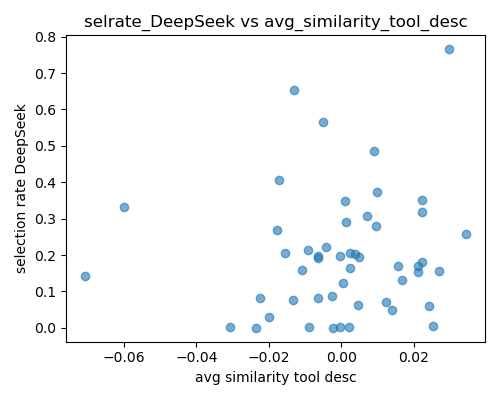 selrate_DeepSeek vs avg_similarity_tool_desc
selection rate DeepSeek
0.8
0.7
0.6
0.5
0.4
0.3
0.2
0.1
0.0
−0.06 −0.04 −0.02 0.00 0.02
avg similarity tool desc